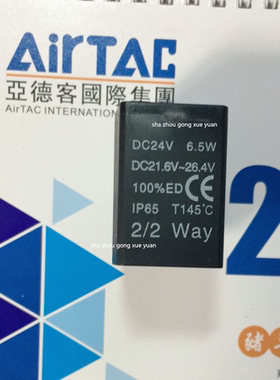 AirTAC
亞德客國際集團
AirTAC INTERNATIONAL
sha zhou gong xue yuan
DC24V 6.5W
DC21.6V~26.4V
100%ED CE
IP65 T145℃
2/2 Way
sha zhou gong xue yuan
2